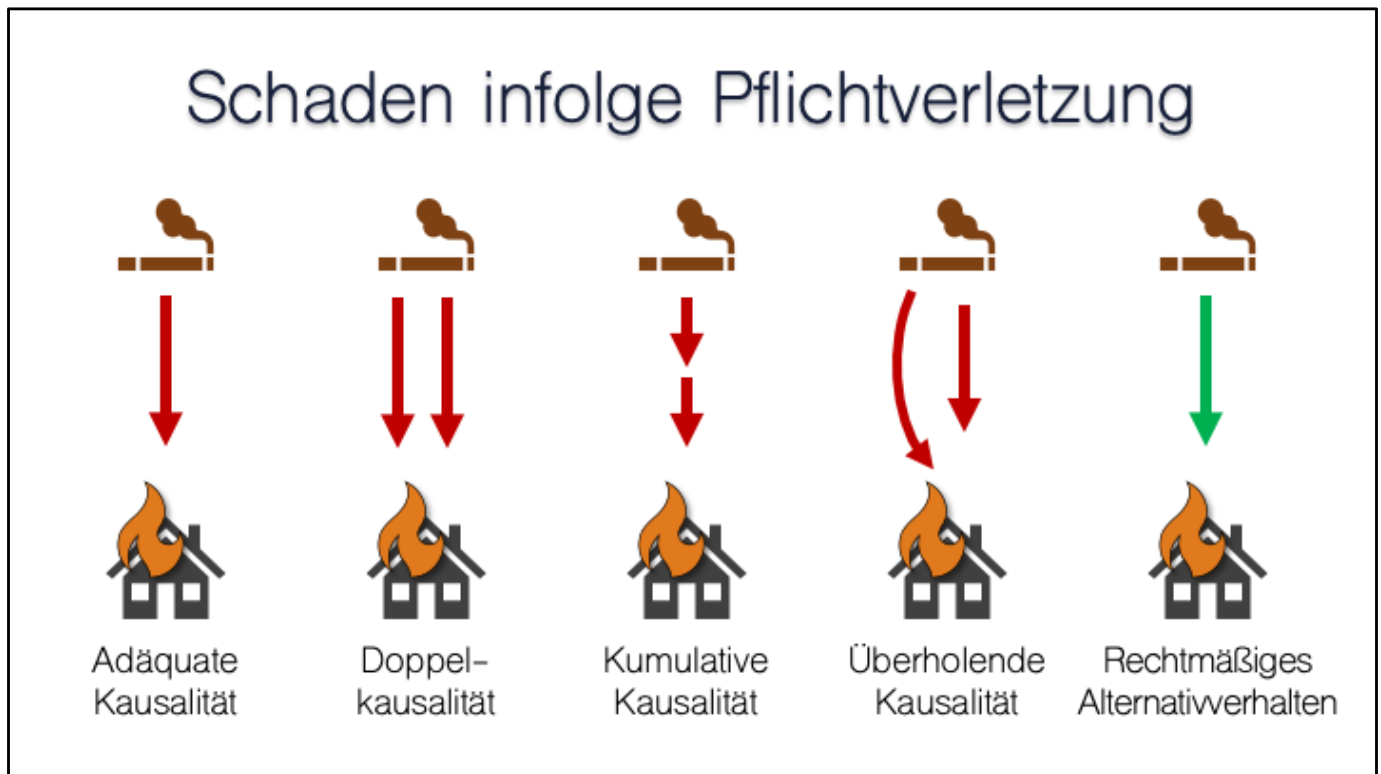 Schaden infolge Pflichtverletzung
Adäquate
Kausalität
Doppel-
kausalität
Kumulative
Kausalität
Überholende
Kausalität
Rechtmäßiges
Alternativverhalten